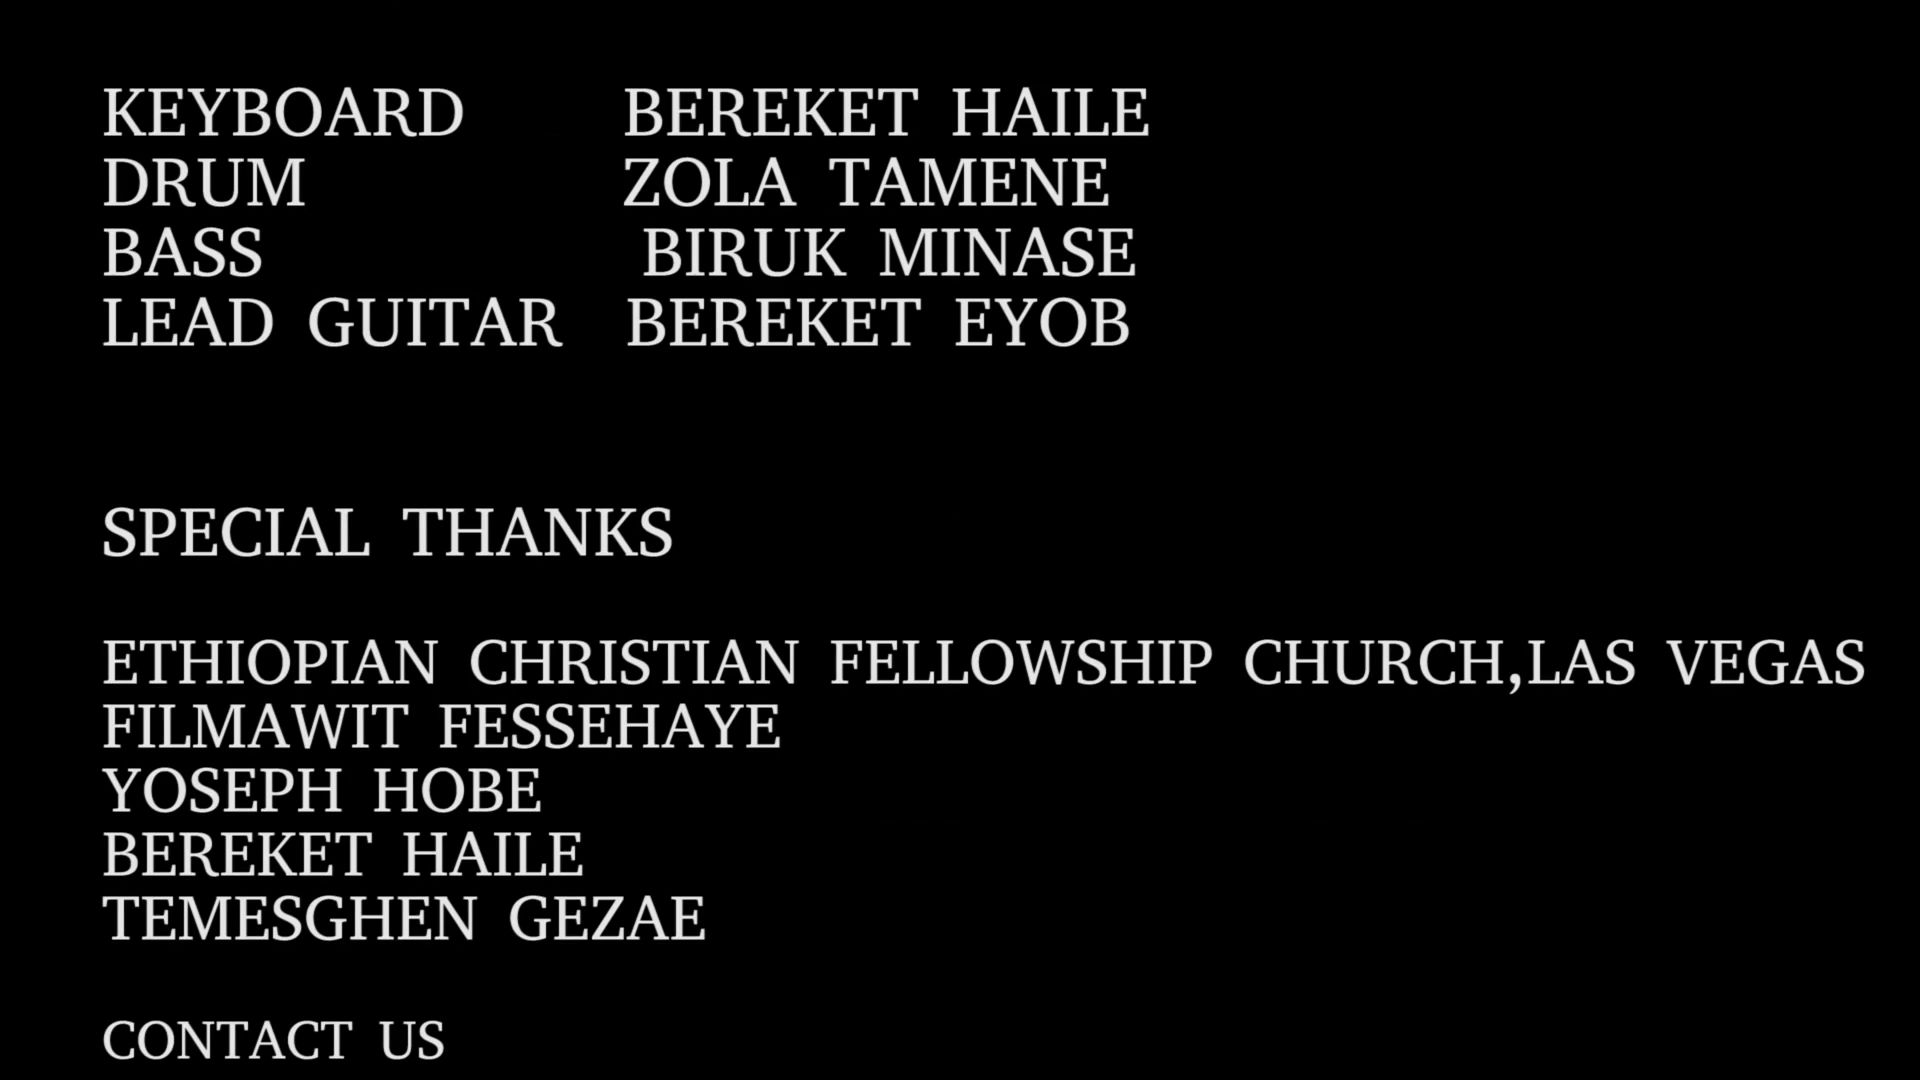 KEYBOARD BEREKET HAILE
DRUM ZOLA TAMENE
BASS BIRUK MINASE
LEAD GUITAR BEREKET EYOB
SPECIAL THANKS
ETHIOPIAN CHRISTIAN FELLOWSHIP CHURCH,LAS VEGAS
FILMAWIT FESSEHAYE
YOSEPH HOBE
BEREKET HAILE
TEMESGHEN GEZAE
CONTACT US